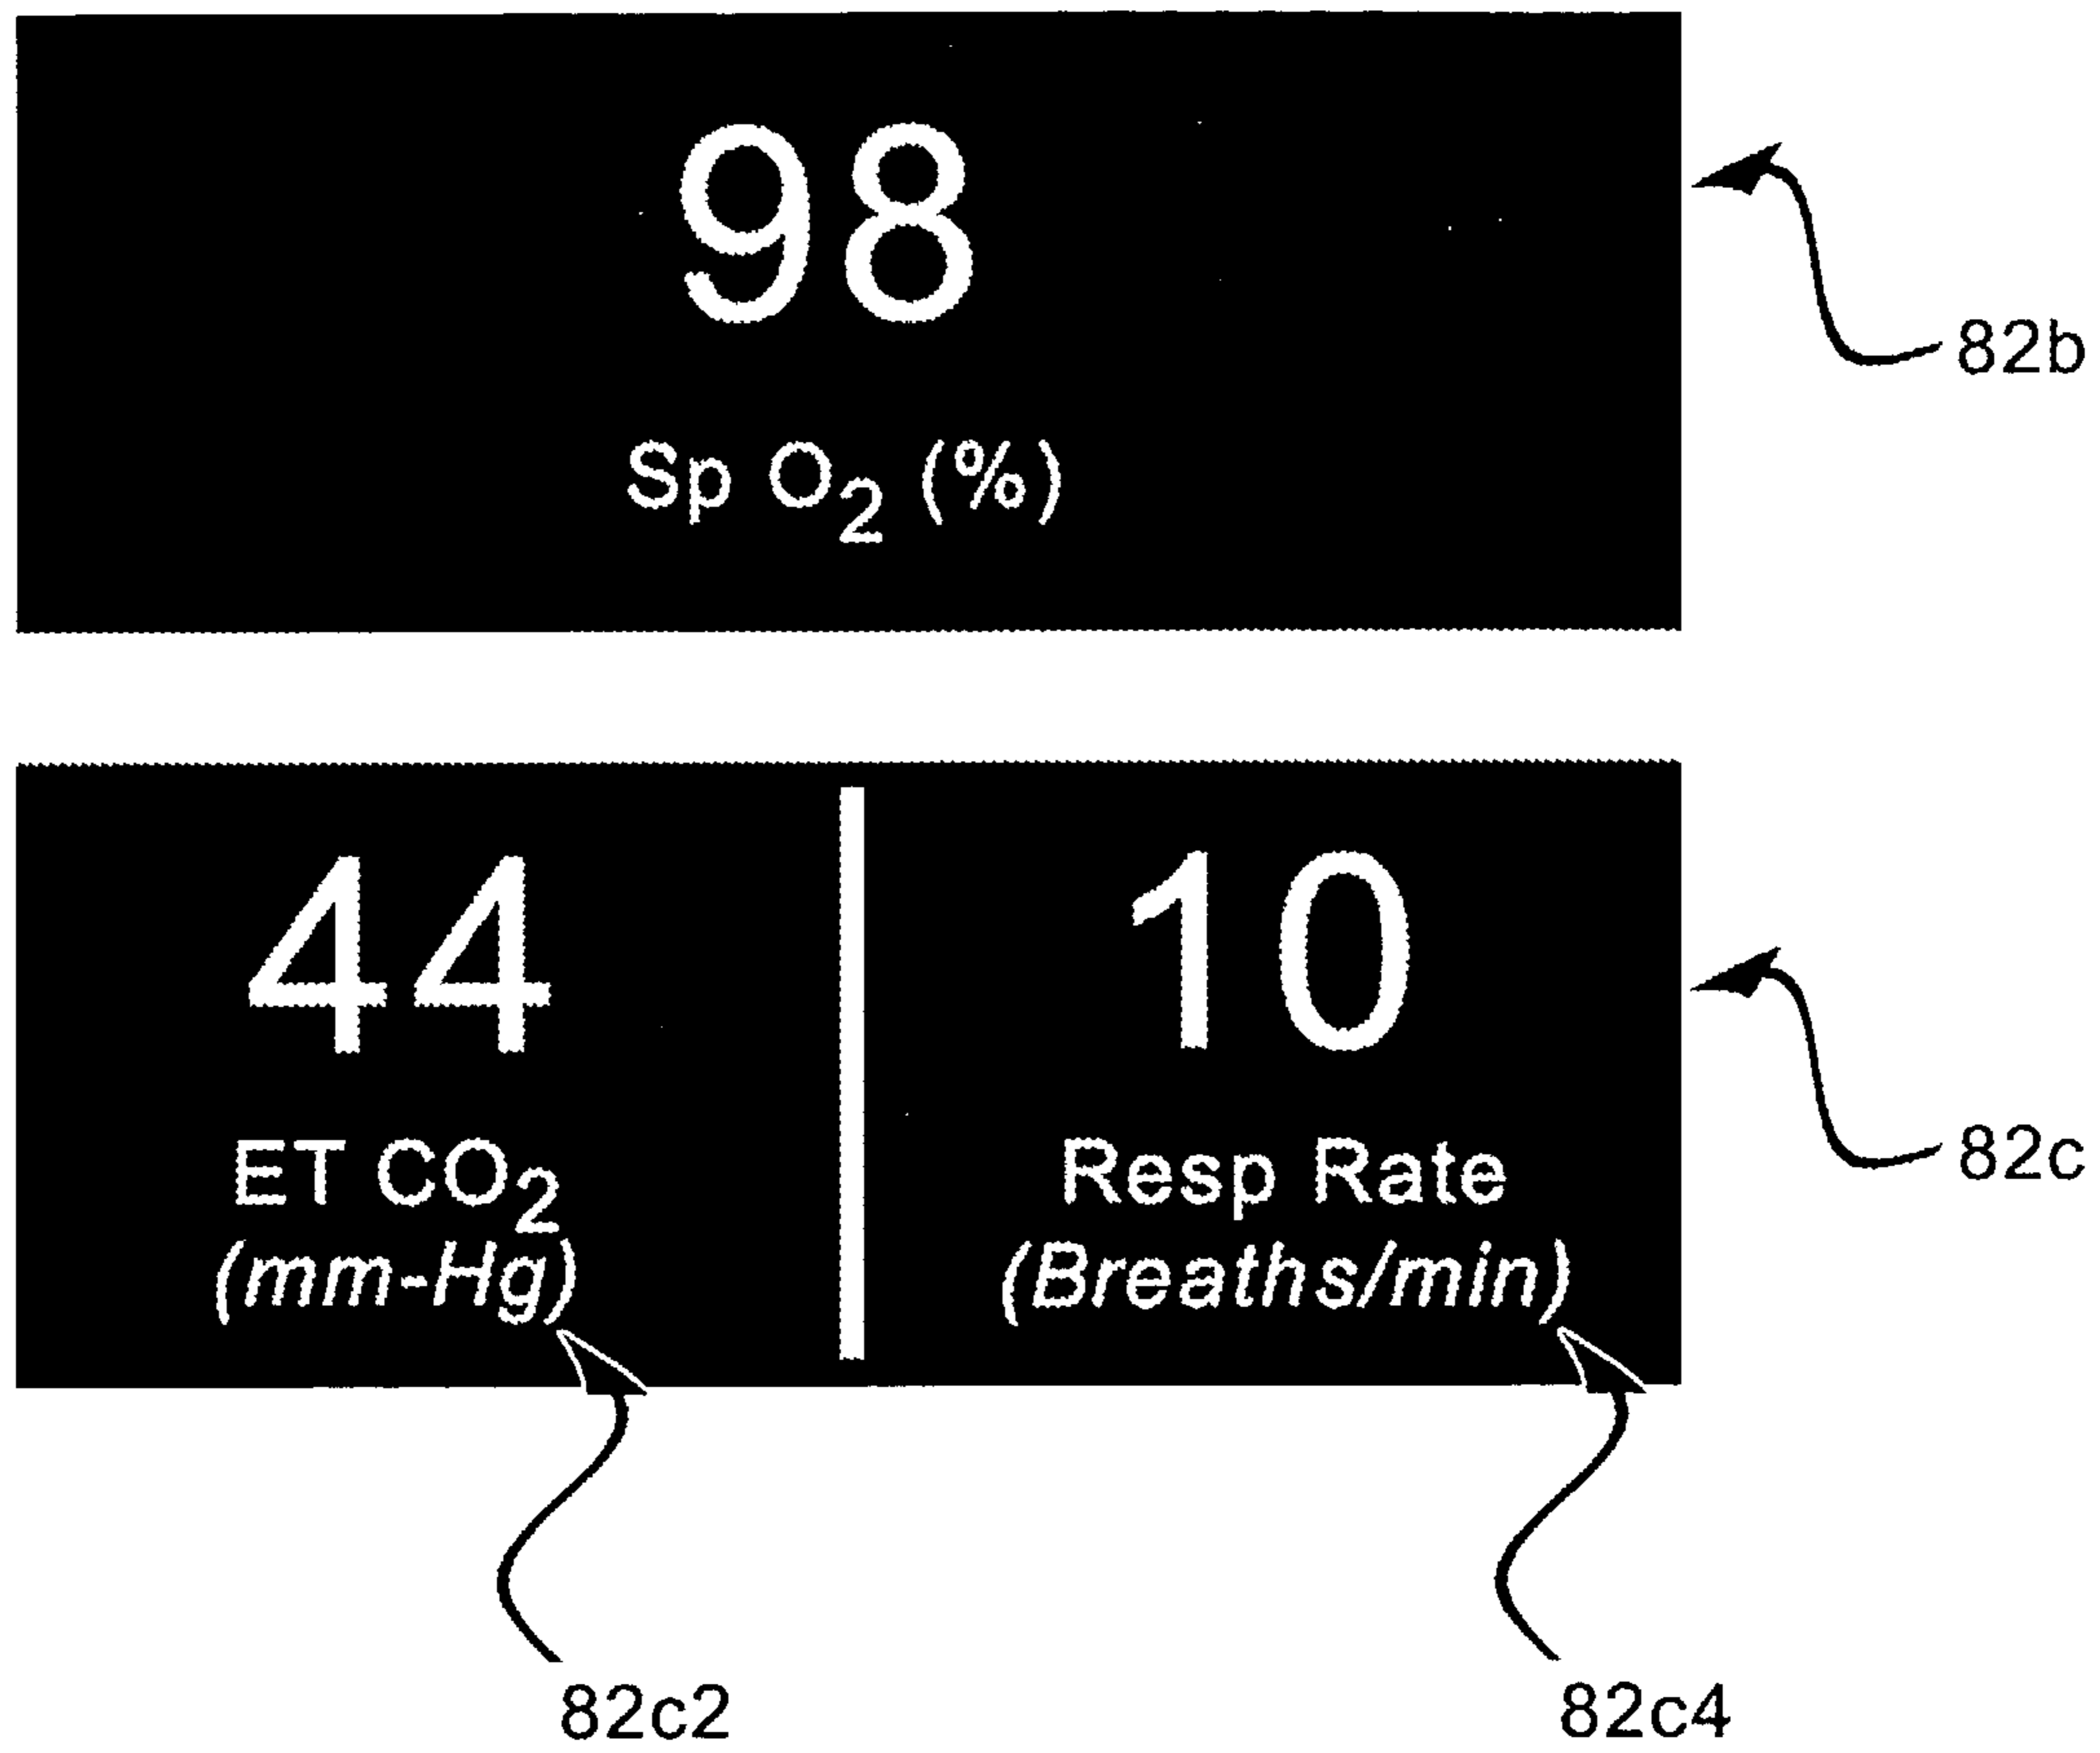 98
82b
Sp O₂ (%)
44 10
82c
ET CO₂ Resp Rate
(mm-Hg) (Breaths/min)
82c2 82c4